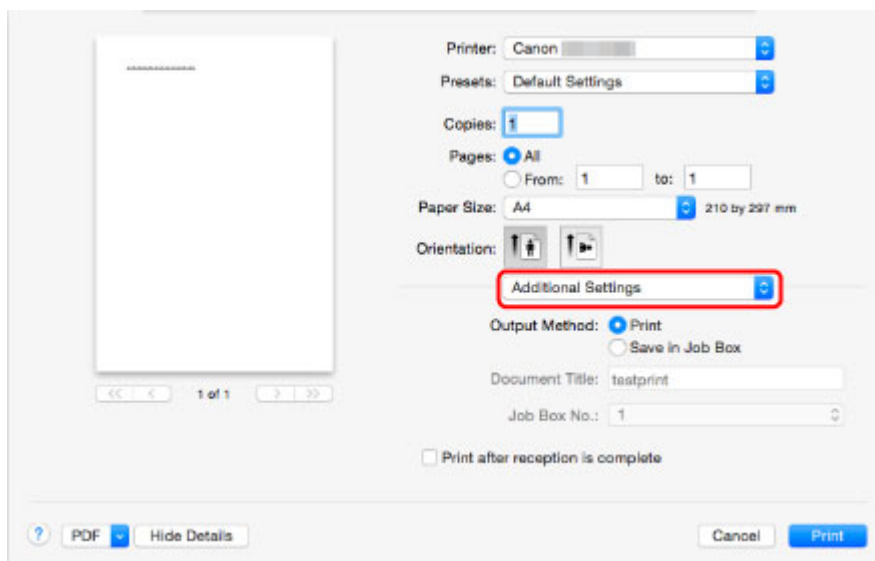 Printer: Canon
Presets: Default Settings
Copies: 1
Pages: All
From: 1 to: 1
Paper Size: A4 210 by 297 mm
Orientation:
Additional Settings
Output Method: Print
Save in Job Box
Document Title: testprint
<< < 1 of 1 > >>
Job Box No.: 1
Print after reception is complete
? PDF Hide Details Cancel Print